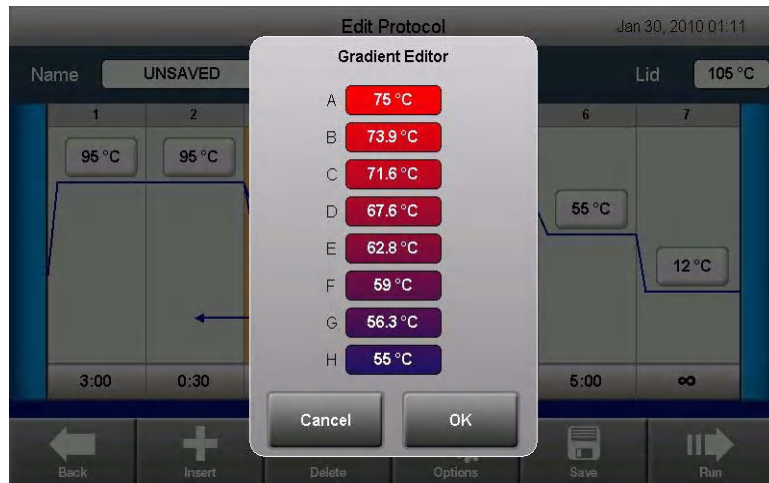 Edit Protocol
Jan 30, 2010 01:11
Name UNSAVED Lid 105 °C
Gradient Editor
1 2 6 7
95 °C 95 °C 55 °C 12 °C
A 75 °C
B 73.9 °C
C 71.6 °C
D 67.6 °C
E 62.8 °C
F 59 °C
G 56.3 °C
H 55 °C
3:00 0:30 5:00 ∞
Cancel OK
Back Insert Delete Options Save Run